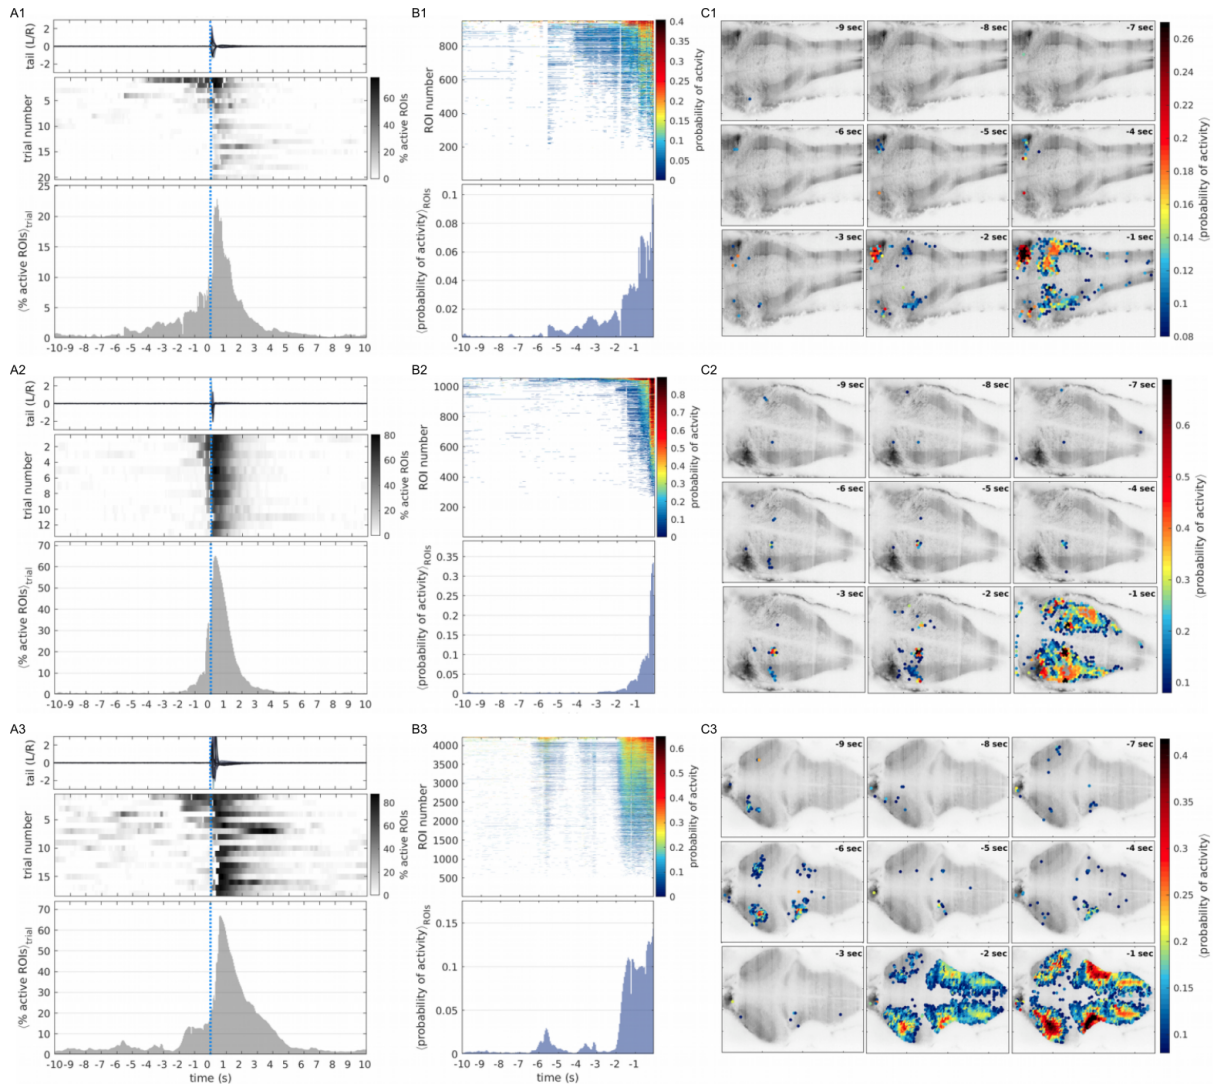 A1
B1
C1
tail (L/R)
2
0
-2
trial number
5
10
15
20
% active ROIs
60
40
20
0
⟨% active ROIs⟩trial
25
20
15
10
5
0
-10 -9 -8 -7 -6 -5 -4 -3 -2 -1 0 1 2 3 4 5 6 7 8 9 10
ROI number
800
600
400
200
0.4
0.35
0.3
0.25
0.2
0.15
0.1
0.05
0
probability of activity
⟨probability of activity⟩ROIs
0.1
0.08
0.06
0.04
0.02
0
-10 -9 -8 -7 -6 -5 -4 -3 -2 -1
-9 sec
-8 sec
-7 sec
-6 sec
-5 sec
-4 sec
-3 sec
-2 sec
-1 sec
0.26
0.24
0.22
0.20
0.18
0.16
0.14
0.12
0.1
0.08
⟨probability of activity⟩
A2
B2
C2
tail (L/R)
2
0
-2
trial number
2
4
6
8
10
12
% active ROIs
80
60
40
20
0
⟨% active ROIs⟩trial
70
60
50
40
30
20
10
0
-10 -9 -8 -7 -6 -5 -4 -3 -2 -1 0 1 2 3 4 5 6 7 8 9 10
ROI number
1000
800
600
400
200
0.8
0.7
0.6
0.5
0.4
0.3
0.2
0.1
0
probability of actvity
⟨probability of activity⟩ROIs
0.35
0.3
0.25
0.2
0.15
0.1
0.05
0
-10 -9 -8 -7 -6 -5 -4 -3 -2 -1
-9 sec
-8 sec
-7 sec
-6 sec
-5 sec
-4 sec
-3 sec
-2 sec
-1 sec
0.6
0.5
0.4
0.3
0.2
0.1
⟨probability of activity⟩
A3
B3
C3
tail (L/R)
2
0
-2
trial number
5
10
15
% active ROIs
80
60
40
20
0
⟨% active ROIs⟩trial
70
60
50
40
30
20
10
0
-10 -9 -8 -7 -6 -5 -4 -3 -2 -1 0 1 2 3 4 5 6 7 8 9 10
time (s)
ROI number
4000
3500
3000
2500
2000
1500
1000
500
0.6
0.5
0.4
0.3
0.2
0.1
0
probability of actvity
⟨probability of activity⟩ROIs
0.15
0.1
0.05
0
-10 -9 -8 -7 -6 -5 -4 -3 -2 -1
time (s)
-9 sec
-8 sec
-7 sec
-6 sec
-5 sec
-4 sec
-3 sec
-2 sec
-1 sec
0.4
0.35
0.3
0.25
0.2
0.15
0.1
⟨probability of activity⟩